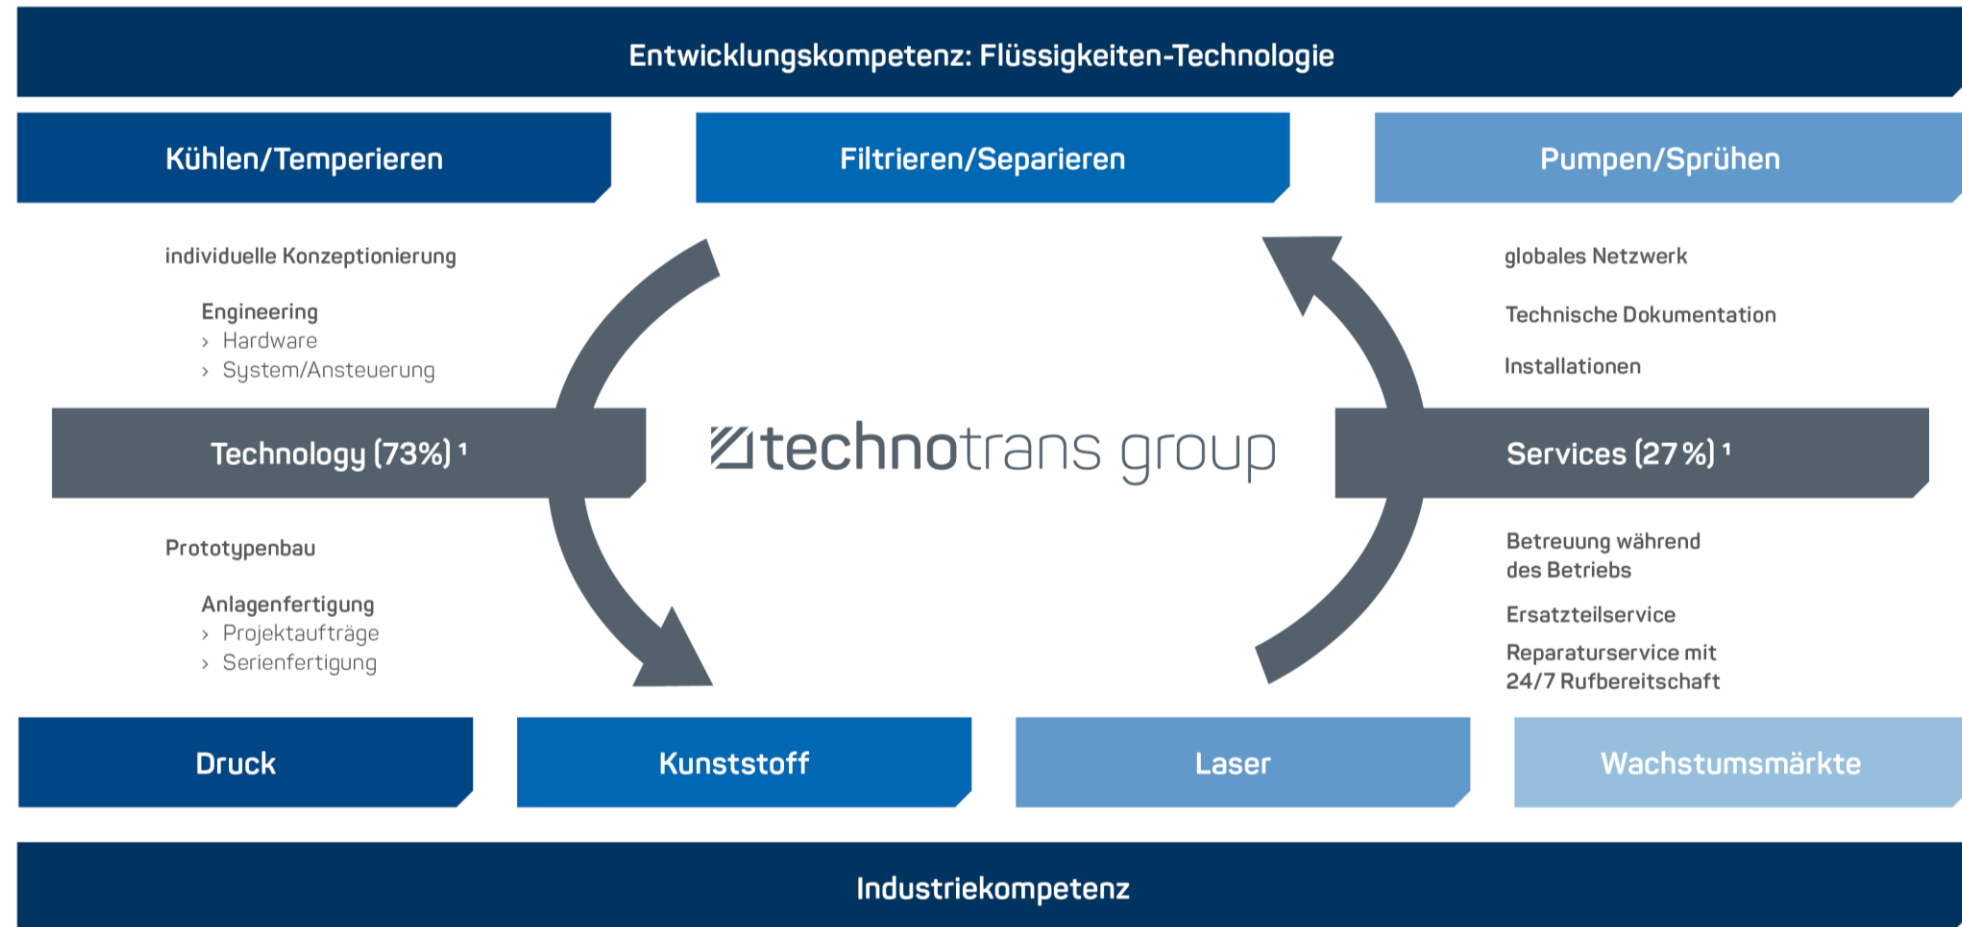 Entwicklungskompetenz: Flüssigkeiten-Technologie
Kühlen/Temperieren
Filtrieren/Separieren
Pumpen/Sprühen
individuelle Konzeptionierung
Engineering
› Hardware
› System/Ansteuerung
Technology (73%) ¹
Prototypenbau
Anlagenfertigung
› Projektaufträge
› Serienfertigung
technotrans group
globales Netzwerk
Technische Dokumentation
Installationen
Services (27 %) ¹
Betreuung während
des Betriebs
Ersatzteilservice
Reparaturservice mit
24/7 Rufbereitschaft
Druck
Kunststoff
Laser
Wachstumsmärkte
Industriekompetenz